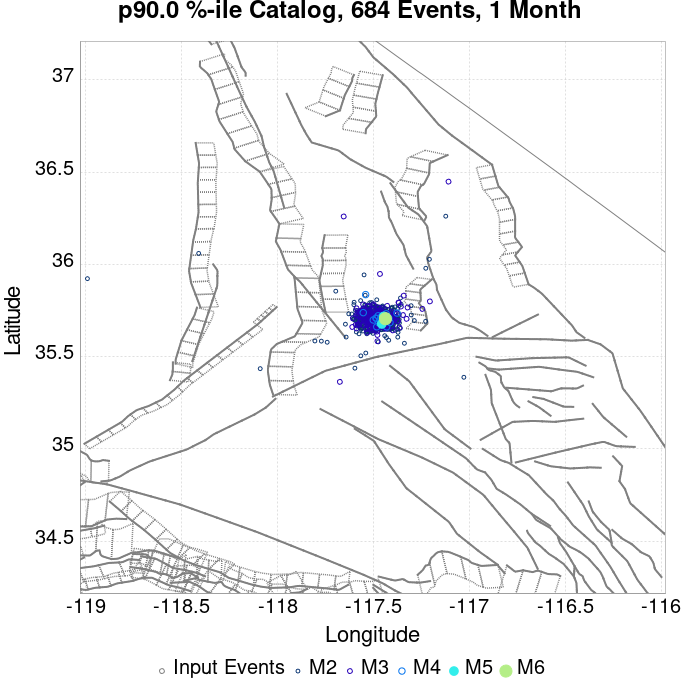 p90.0 %-ile Catalog, 684 Events, 1 Month
37
36.5
36
35.5
35
34.5
Latitude
-119 -118.5 -118 -117.5 -117 -116.5 -116
Longitude
Input Events M2 M3 M4 M5 M6